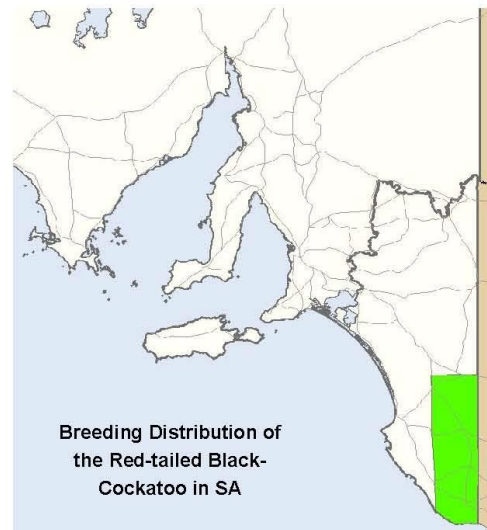 Breeding Distribution of
the Red-tailed Black-
Cockatoo in SA